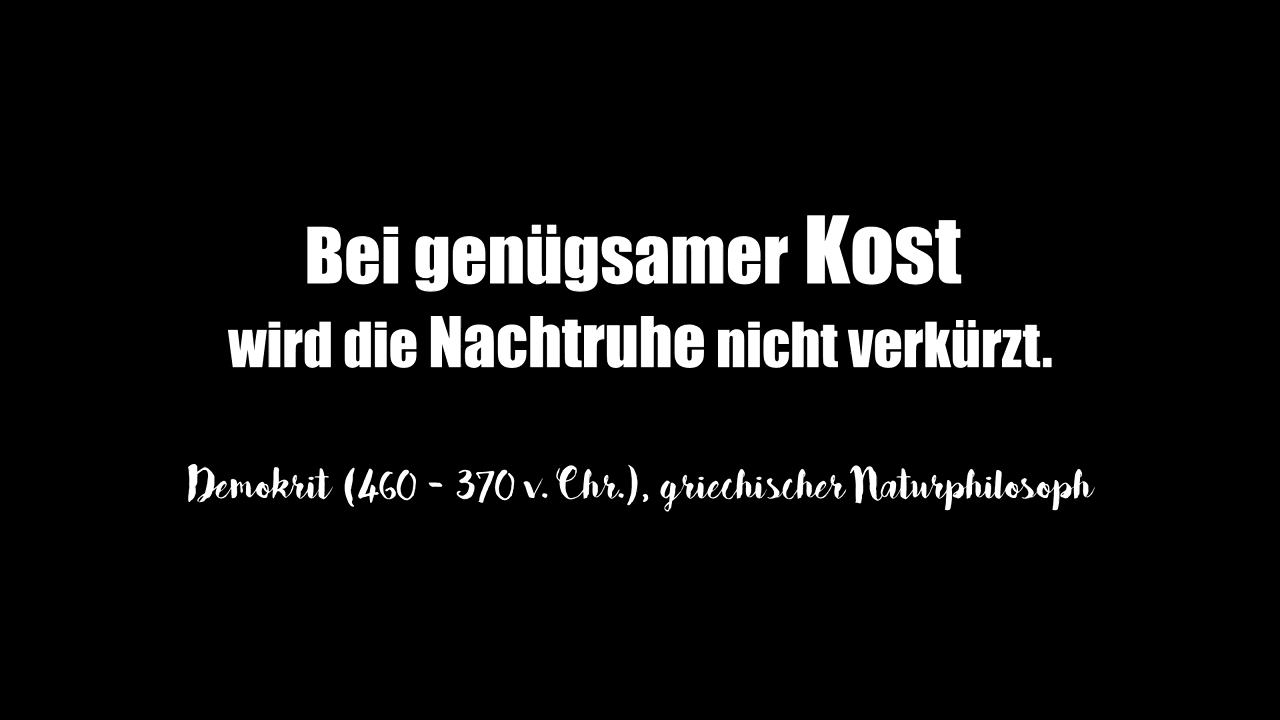 Bei genügsamer Kost
wird die Nachtruhe nicht verkürzt.
Demokrit (460 - 370 v. Chr.), griechischer Naturphilosoph